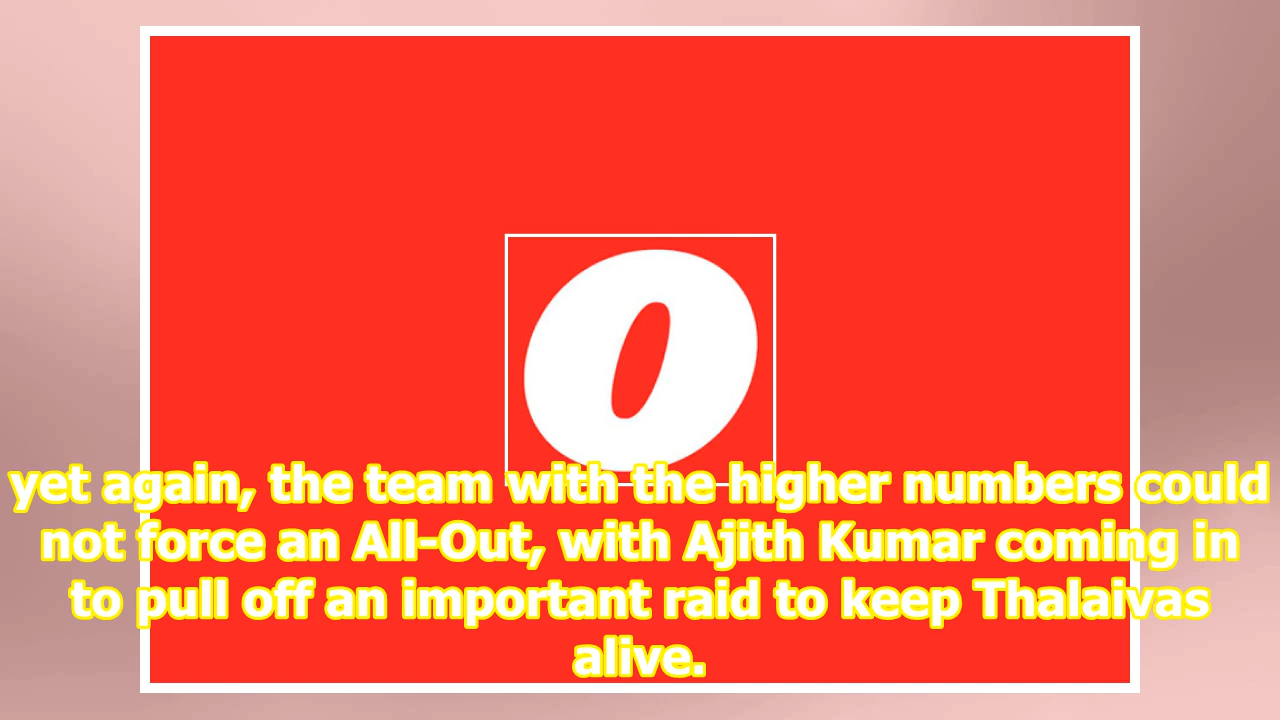 O
yet again, the team with the higher numbers could
not force an All-Out, with Ajith Kumar coming in
to pull off an important raid to keep Thalaivas
alive.